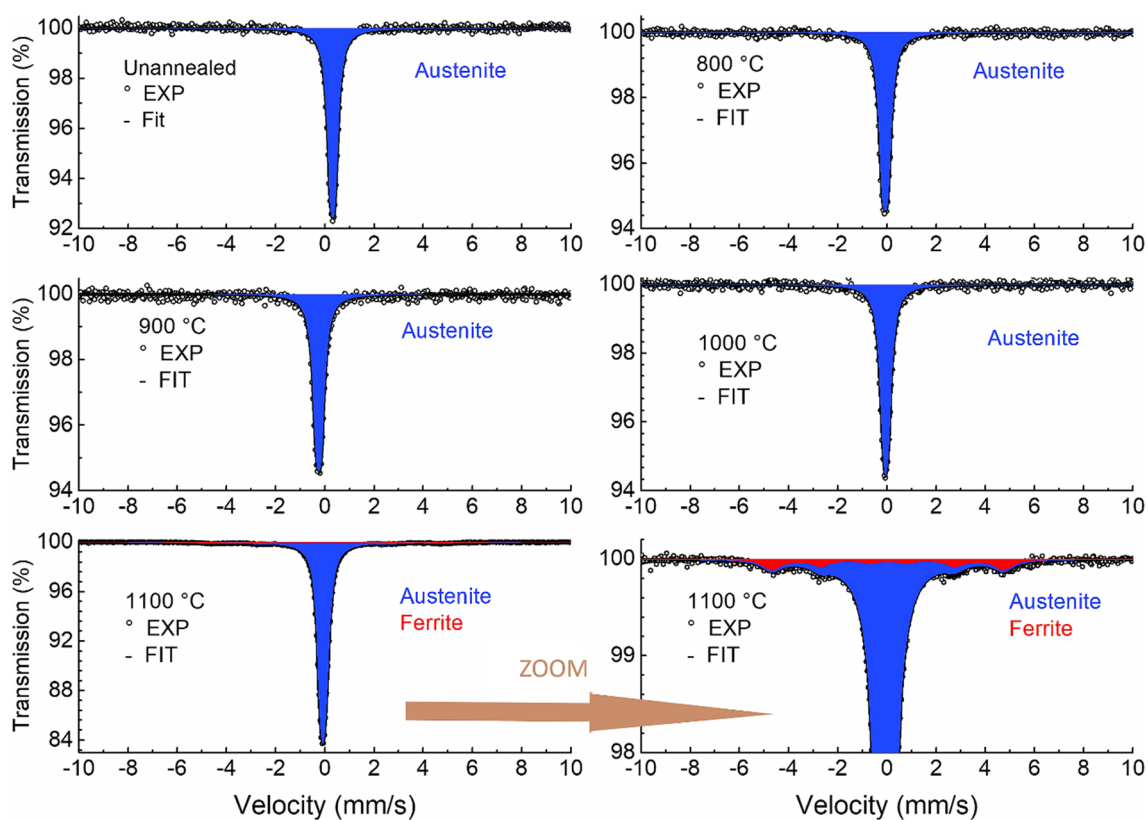 Transmission (%)
100
98
96
94
92
Unannealed
° EXP
- Fit
Austenite
-10 -8 -6 -4 -2 0 2 4 6 8 10
100
98
96
94
800 °C
° EXP
- FIT
Austenite
-10 -8 -6 -4 -2 0 2 4 6 8 10
Transmission (%)
100
98
96
94
900 °C
° EXP
- FIT
Austenite
-10 -8 -6 -4 -2 0 2 4 6 8 10
100
98
96
94
1000 °C
° EXP
- FIT
Austenite
-10 -8 -6 -4 -2 0 2 4 6 8 10
Transmission (%)
100
96
92
88
84
1100 °C
° EXP
- FIT
Austenite
Ferrite
ZOOM
-10 -8 -6 -4 -2 0 2 4 6 8 10
Velocity (mm/s)
100
99
98
1100 °C
° EXP
- FIT
Austenite
Ferrite
-10 -8 -6 -4 -2 0 2 4 6 8 10
Velocity (mm/s)